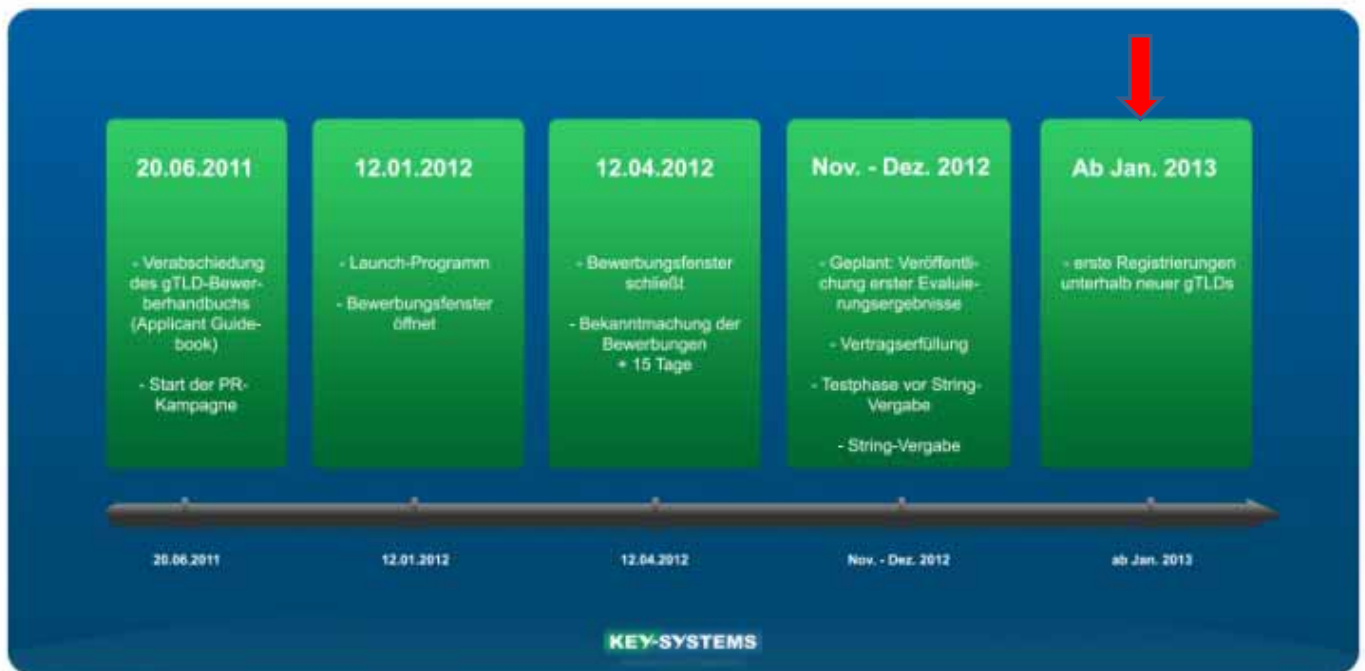 20.06.2011
- Verabschiedung
des gTLD-Bewer-
berhandbuchs
(Applicant Guide-
book)
- Start der PR-
Kampagne
12.01.2012
- Launch-Programm
- Bewerbungsfenster
öffnet
12.04.2012
- Bewerbungsfenster
schließt
- Bekanntmachung der
Bewerbungen
+ 15 Tage
Nov. - Dez. 2012
- Geplant: Veröffentli-
chung erster Evaluie-
rungsergebnisse
- Vertragserfüllung
- Testphase vor String-
Vergabe
- String-Vergabe
Ab Jan. 2013
- erste Registrierungen
unterhalb neuer gTLDs
20.06.2011
12.01.2012
12.04.2012
Nov. - Dez. 2012
ab Jan. 2013
KEY-SYSTEMS